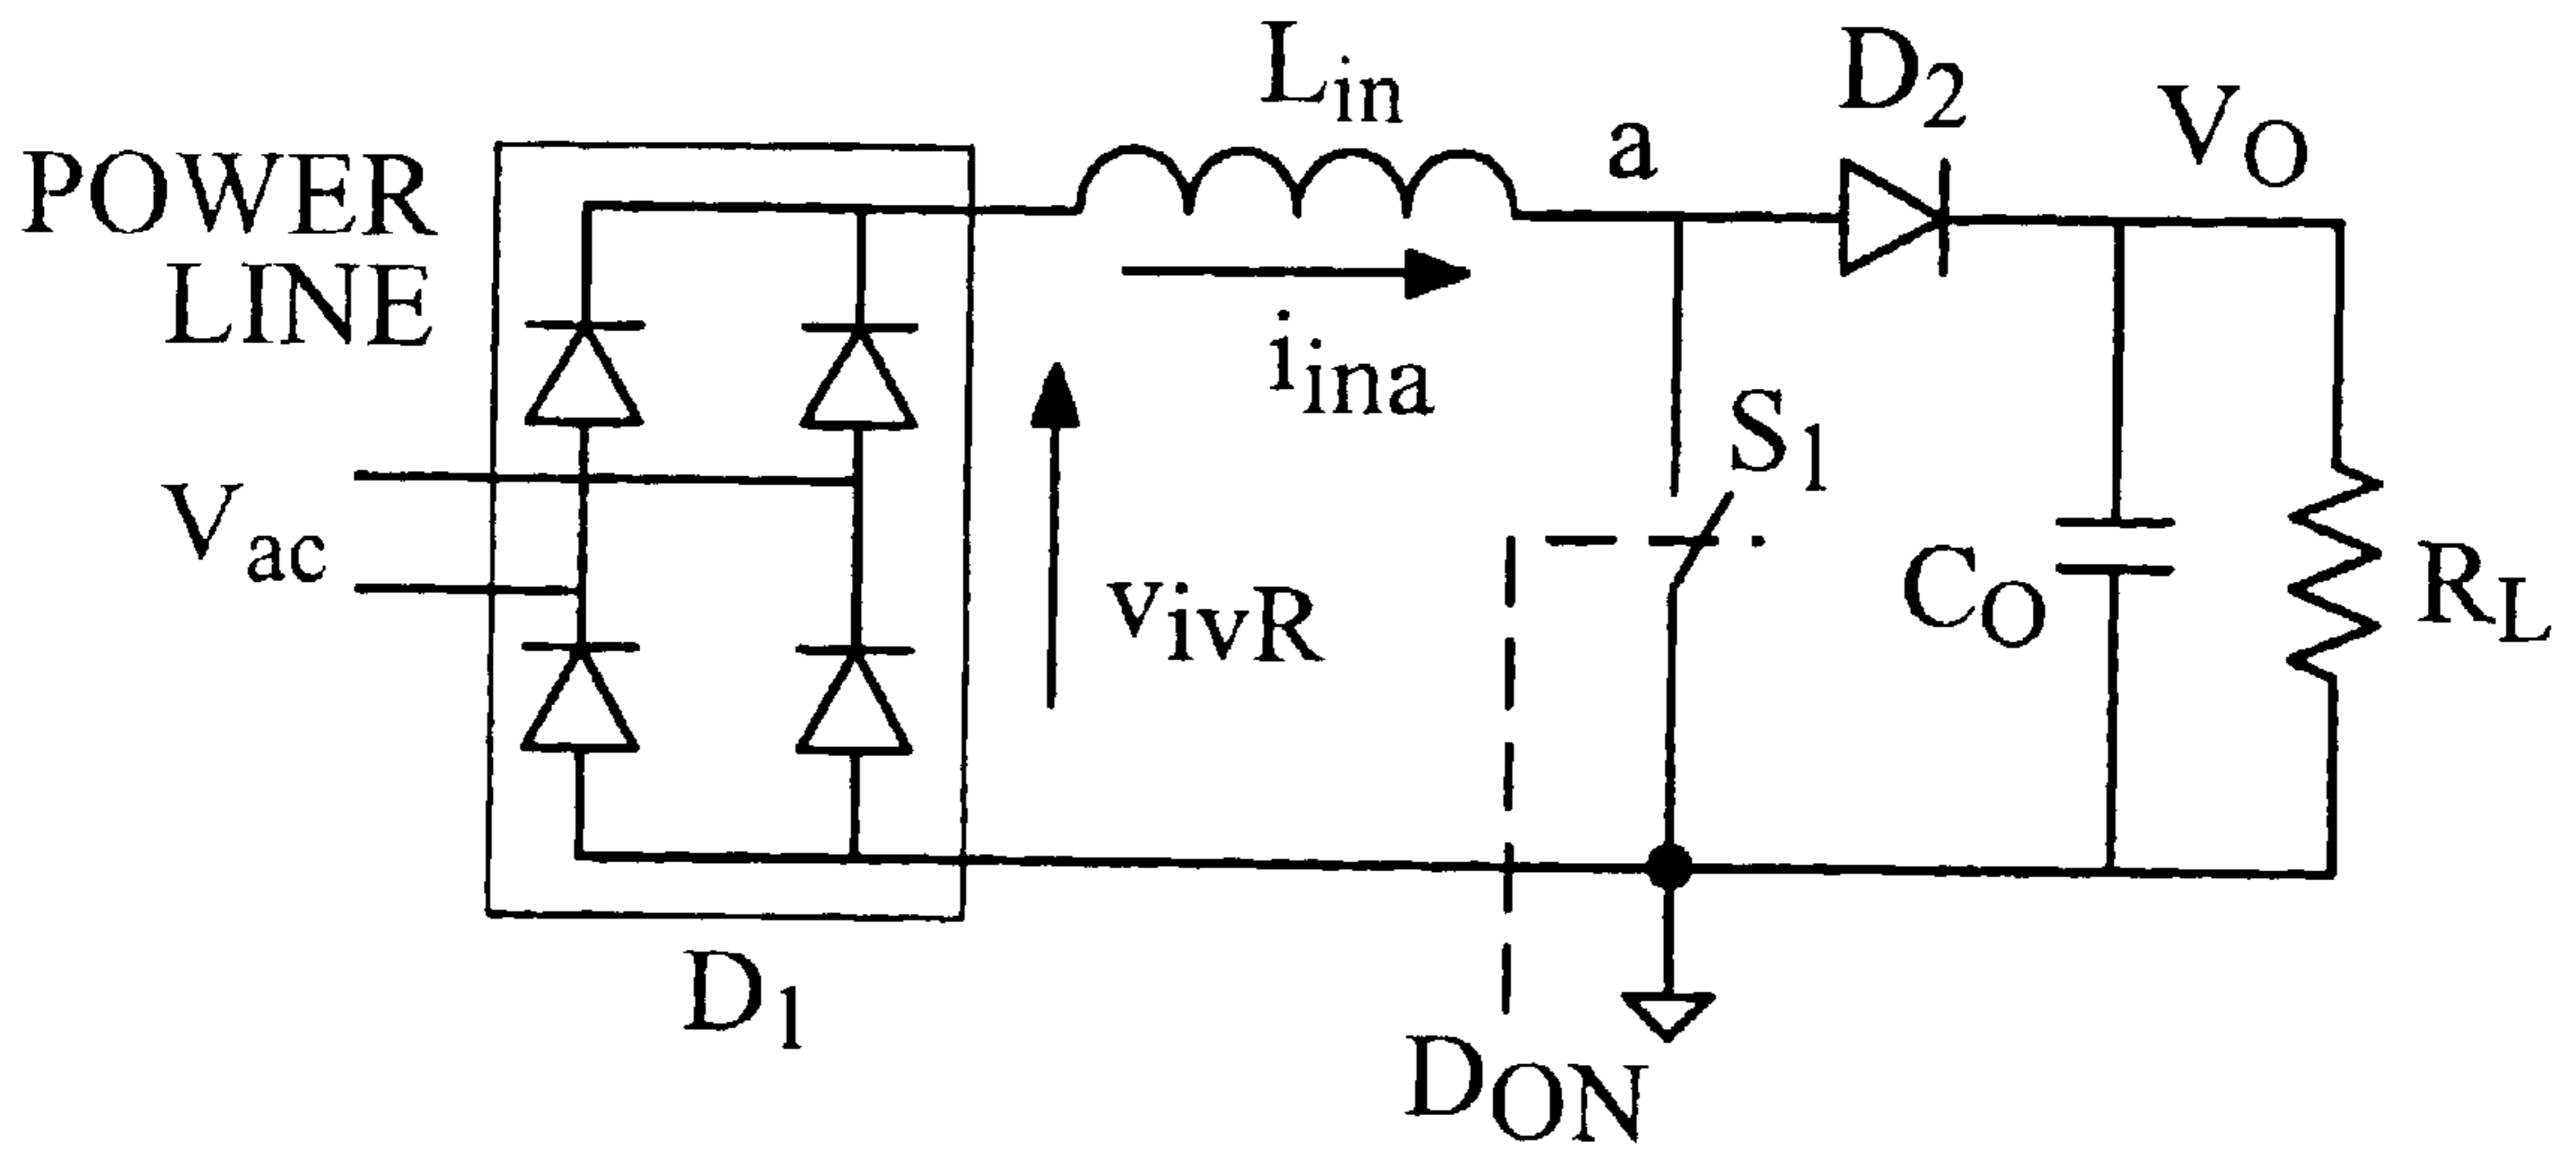 POWER
LINE
Vac
D1
Lin
iina
vivR
a
D2
VO
S1
CO
RL
DON